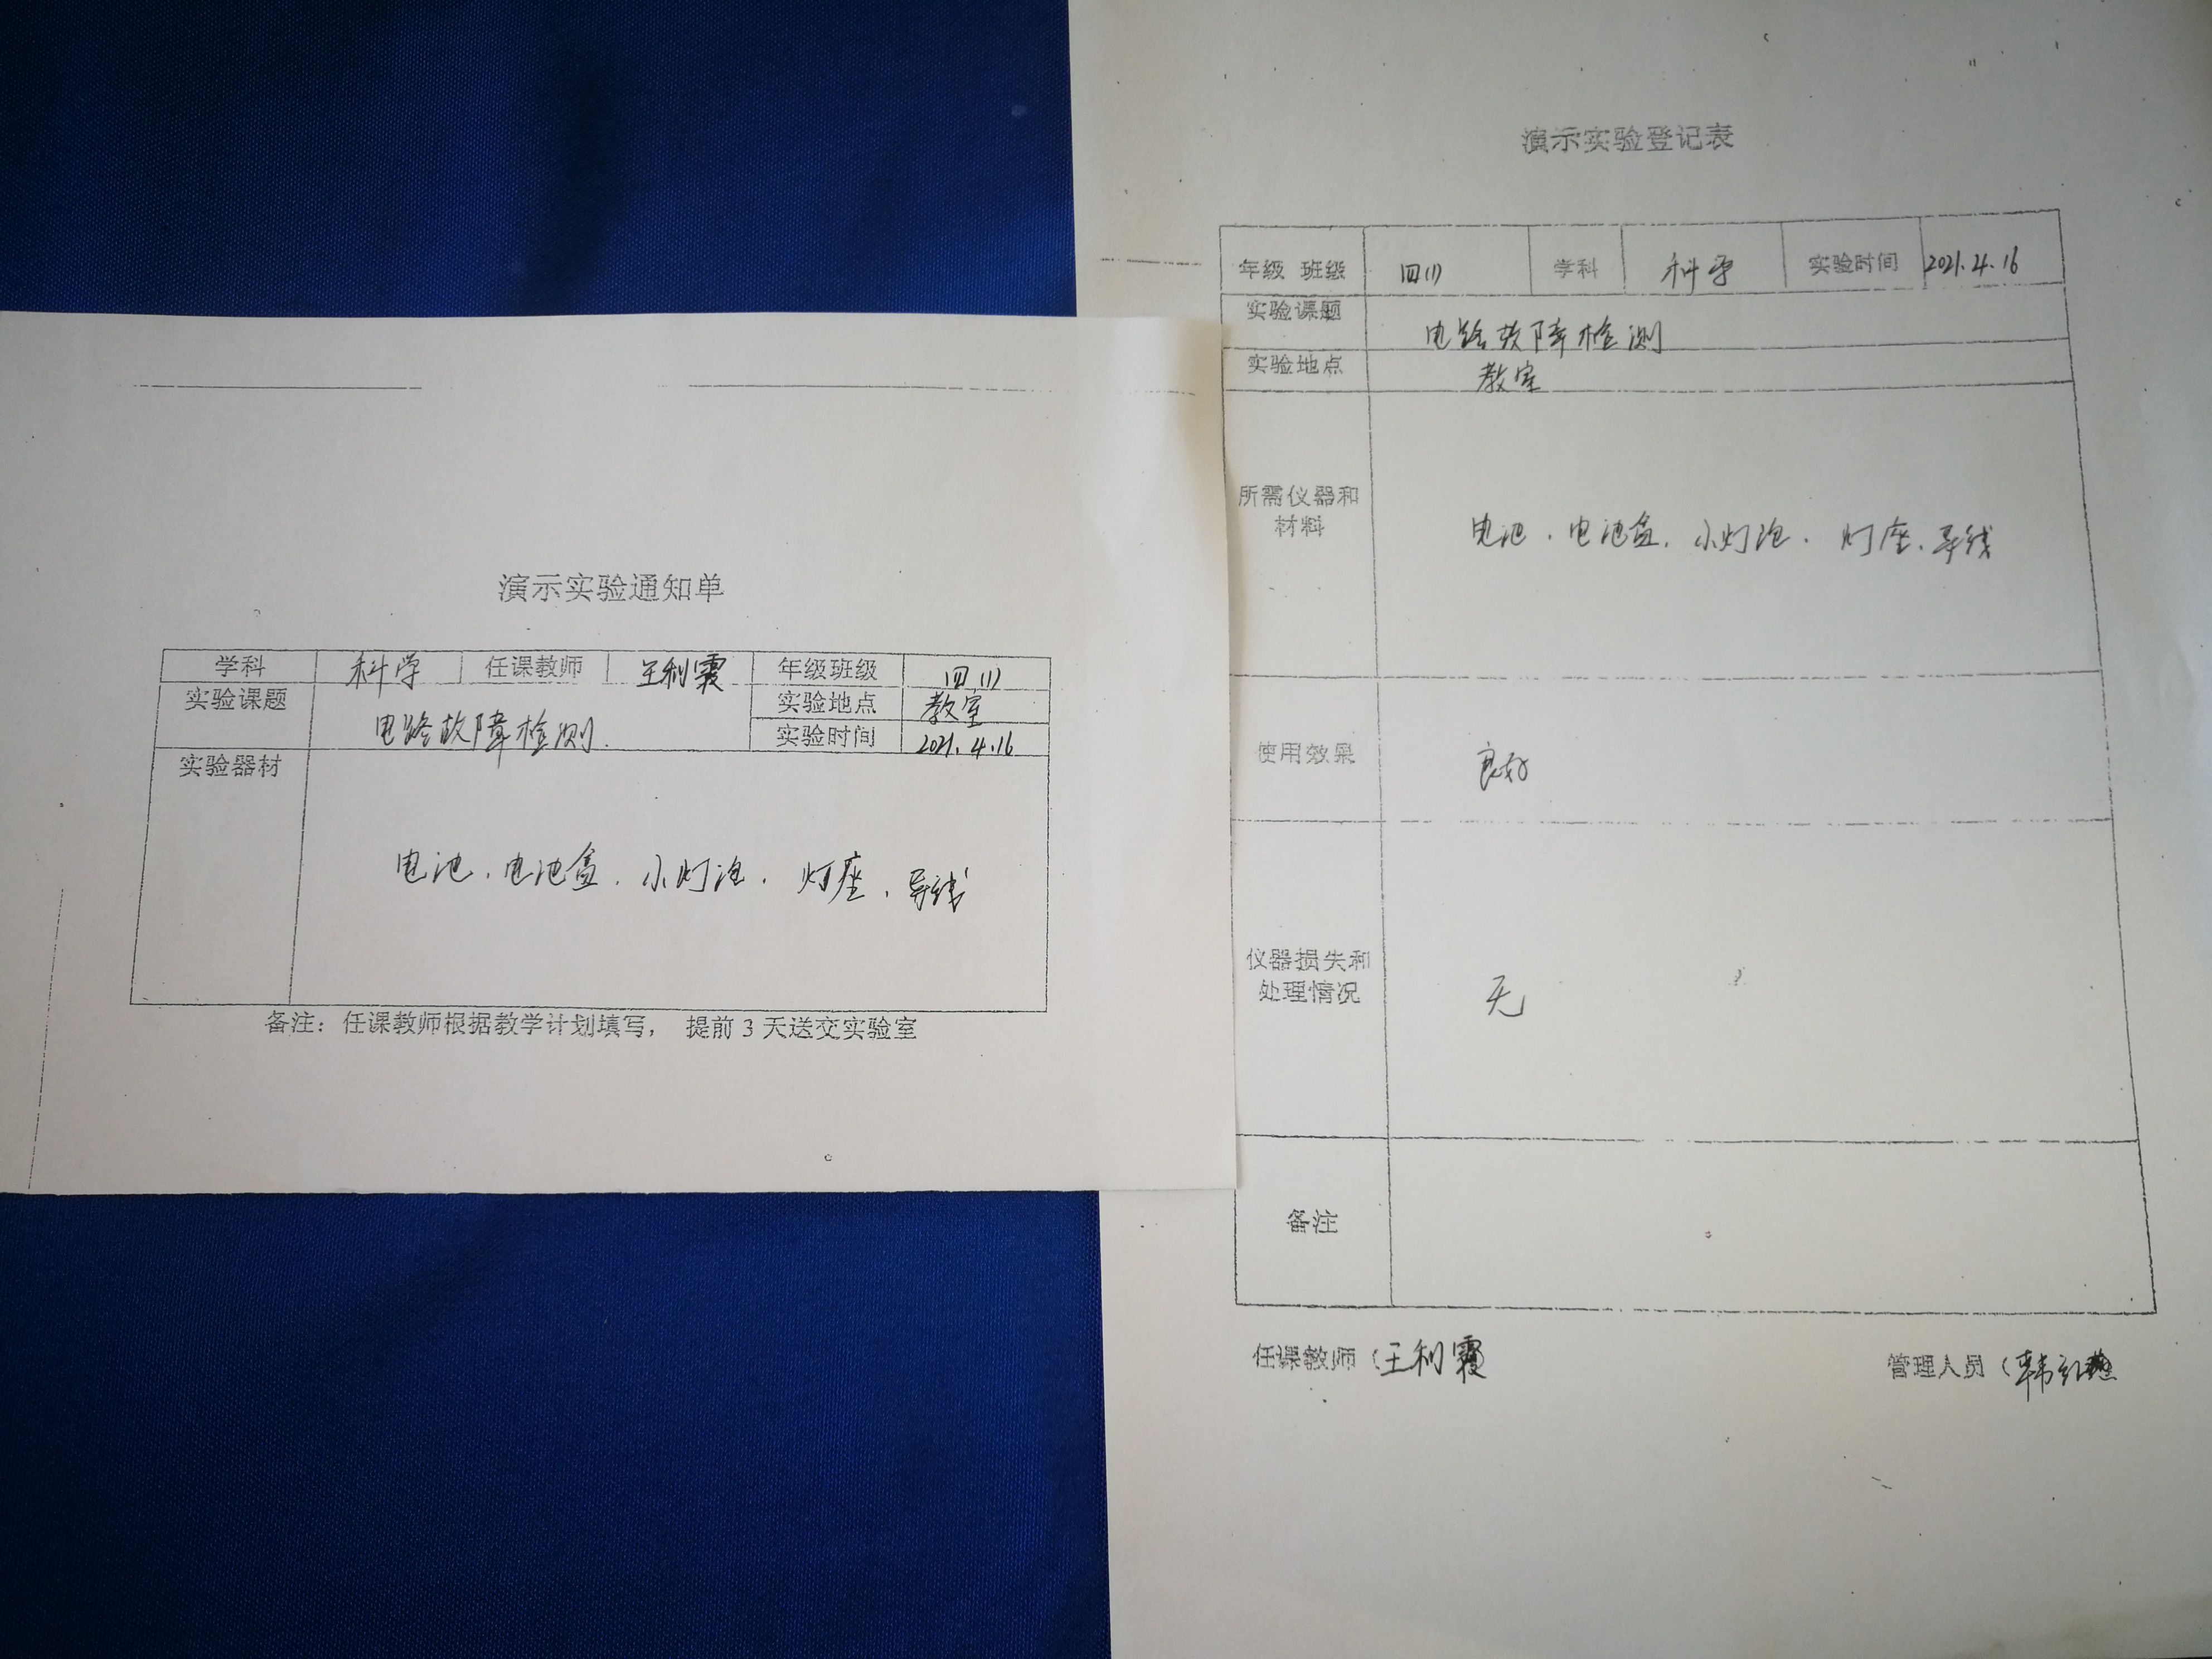 演示实验通知单
学科 科学 任课教师 王利霞 年级班级 四(1)
实验课题 电路故障检测. 实验地点 教室
实验时间 2021.4.16
实验器材 电池、电池盒、小灯泡、灯座、导线
备注：任课教师根据教学计划填写， 提前3天送交实验室
演示实验登记表
年级 班级 四(1) 学科 科学 实验时间 2021.4.16
实验课题 电路故障检测
实验地点 教室
所需仪器和
材料 电池、电池盒、小灯泡、灯座、导线
使用效果 良好
仪器损失和
处理情况 无
备注
任课教师（王利霞
管理人员（韩红燕